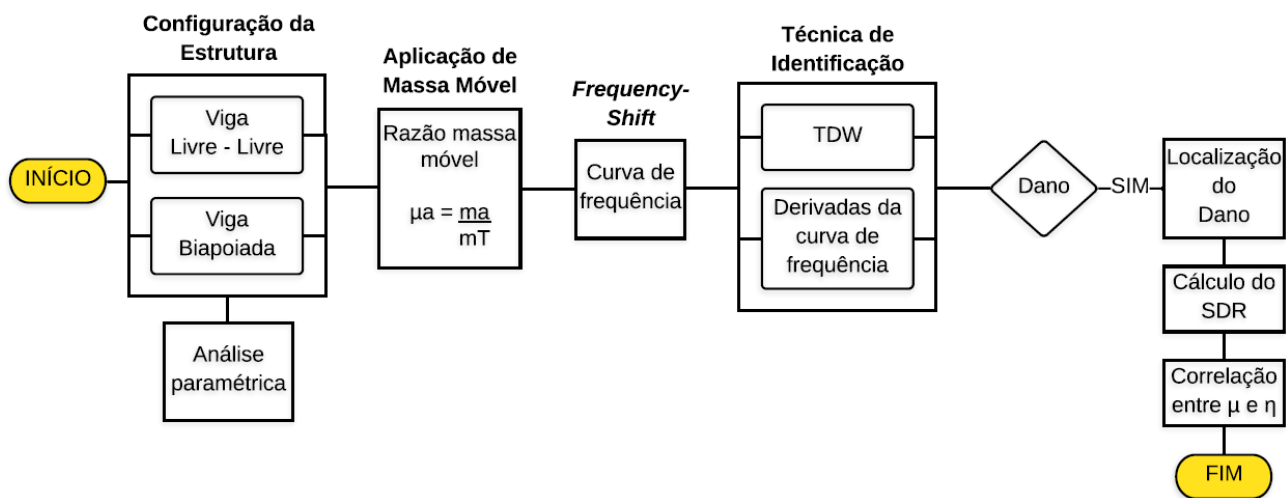 INÍCIO
Configuração da
Estrutura
Viga
Livre - Livre
Viga
Biapoiada
Análise
paramétrica
Aplicação de
Massa Móvel
Razão massa
móvel
µa = ma
mT
Frequency-
Shift
Curva de
frequência
Técnica de
Identificação
TDW
Derivadas da
curva de
frequência
Dano
SIM
Localização
do
Dano
Cálculo do
SDR
Correlação
entre µ e η
FIM